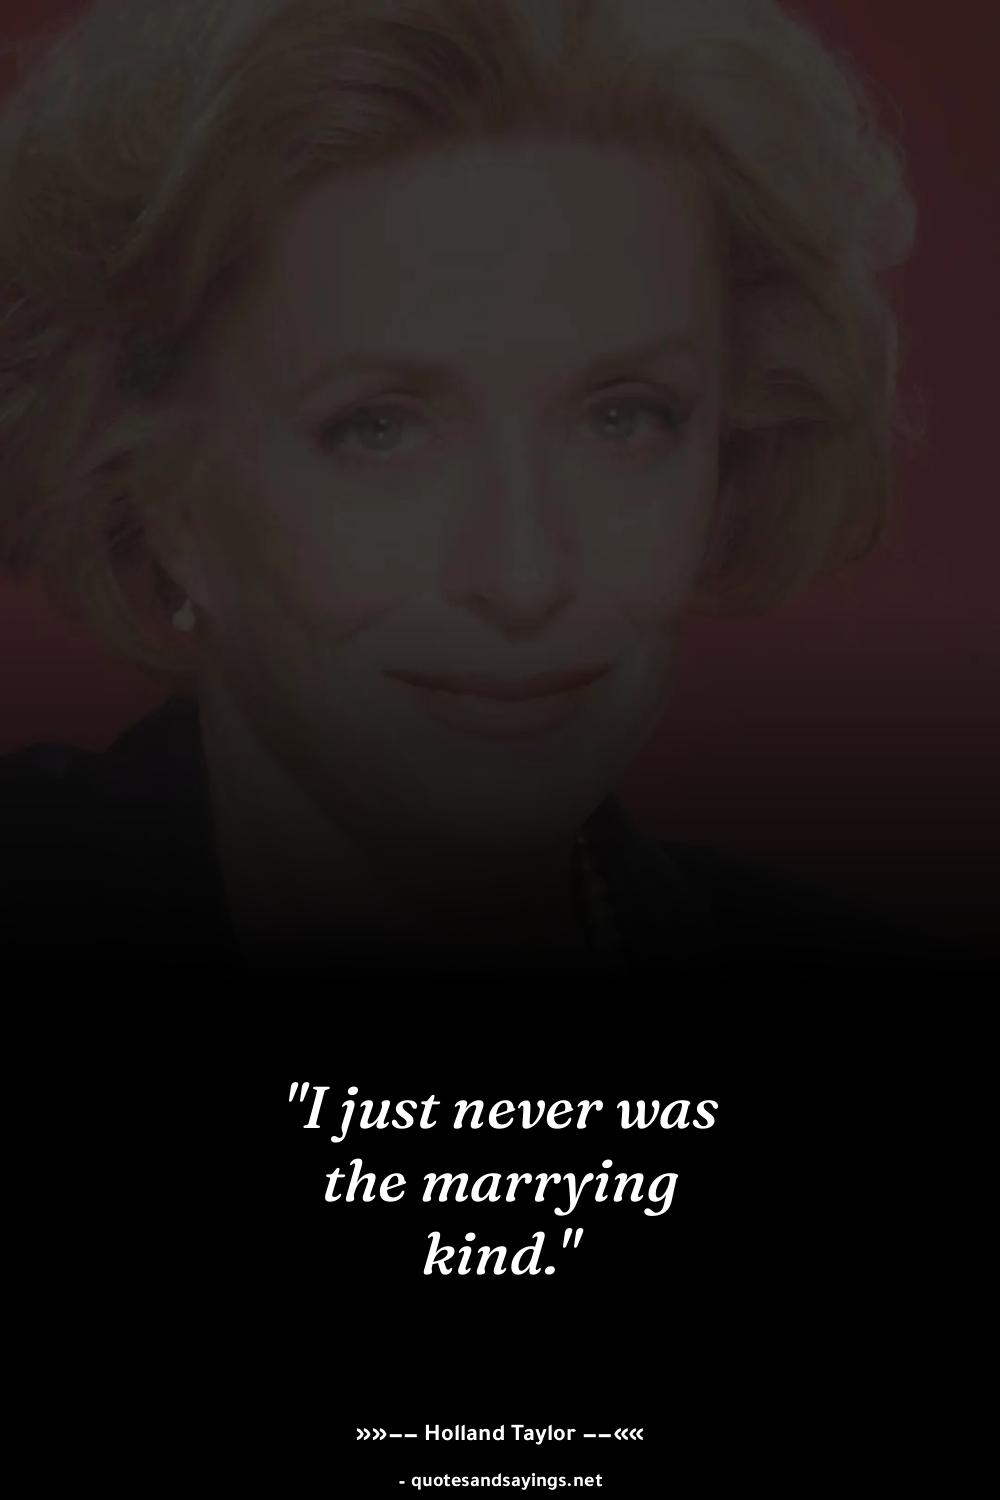 "I just never was
the marrying
kind."
»»−− Holland Taylor −−««
- quotesandsayings.net